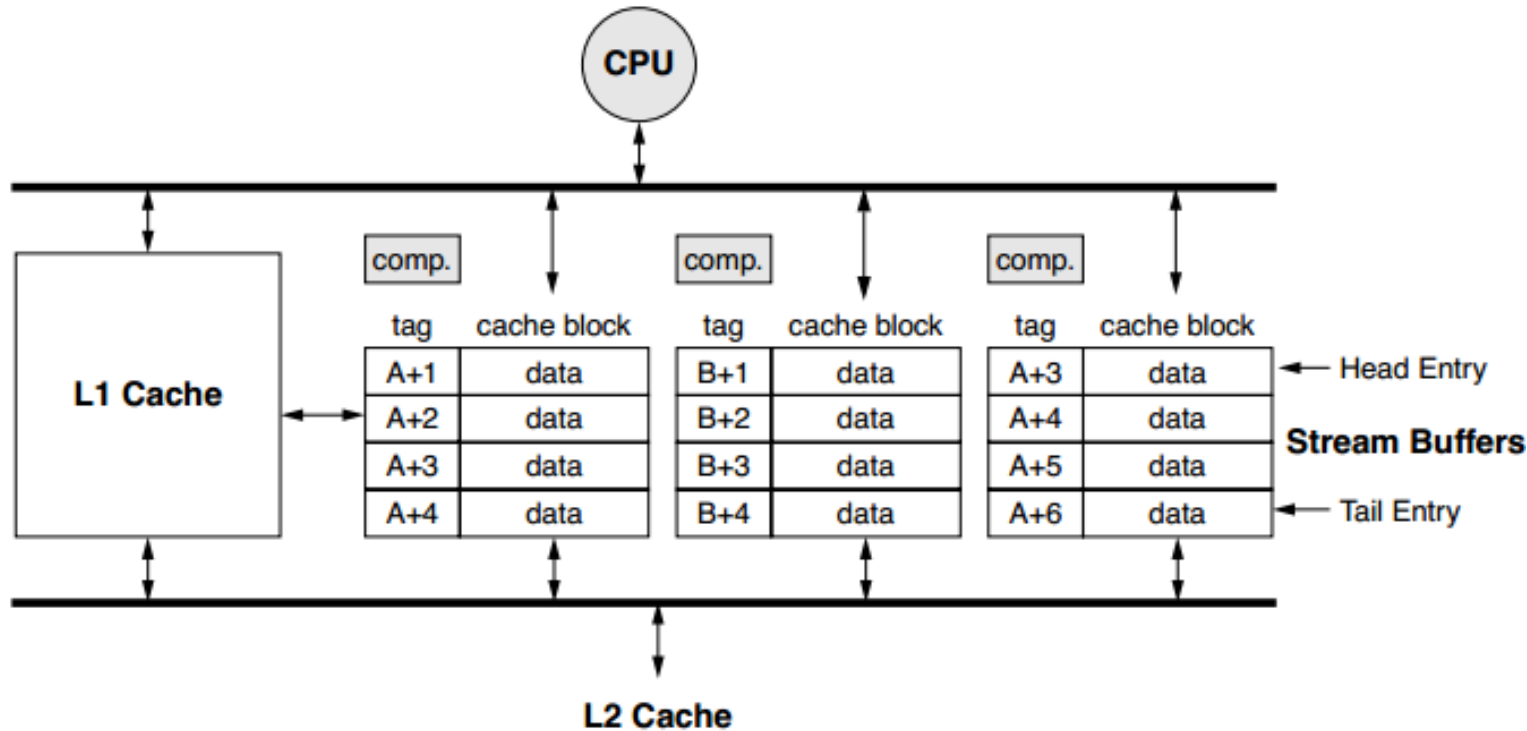 CPU
comp. comp. comp.
tag cache block tag cache block tag cache block
L1 Cache
A+1 data B+1 data A+3 data Head Entry
A+2 data B+2 data A+4 data
Stream Buffers
A+3 data B+3 data A+5 data
A+4 data B+4 data A+6 data Tail Entry
L2 Cache